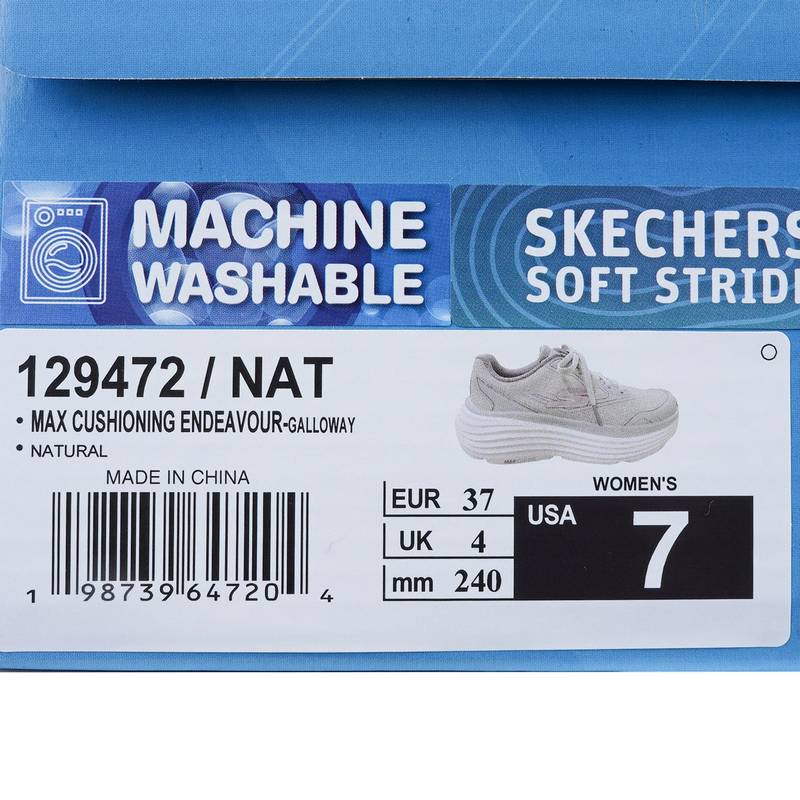 MACHINE
WASHABLE
SKECHERS
SOFT STRIDE
129472 / NAT
• MAX CUSHIONING ENDEAVOUR-GALLOWAY
• NATURAL
MADE IN CHINA
1 98739 64720 4
WOMEN'S
EUR 37
UK 4
mm 240
USA 7